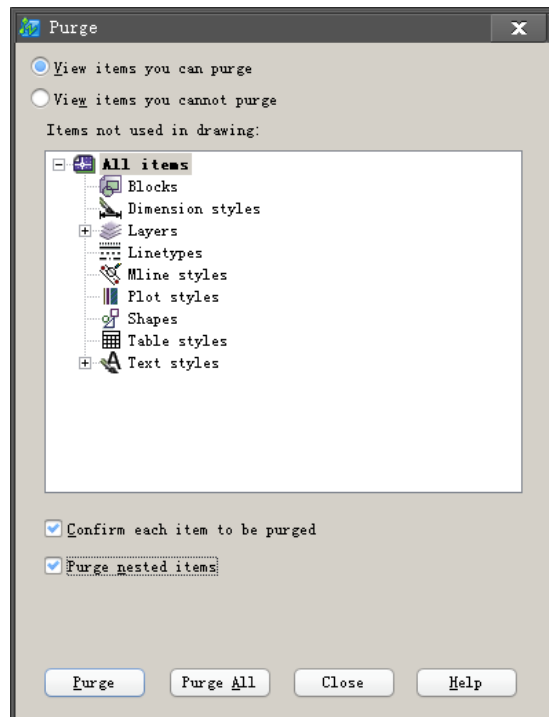 Purge
View items you can purge
View items you cannot purge
Items not used in drawing:
All items
Blocks
Dimension styles
Layers
Linetypes
Mline styles
Plot styles
Shapes
Table styles
Text styles
Confirm each item to be purged
Purge nested items
Purge Purge All Close Help